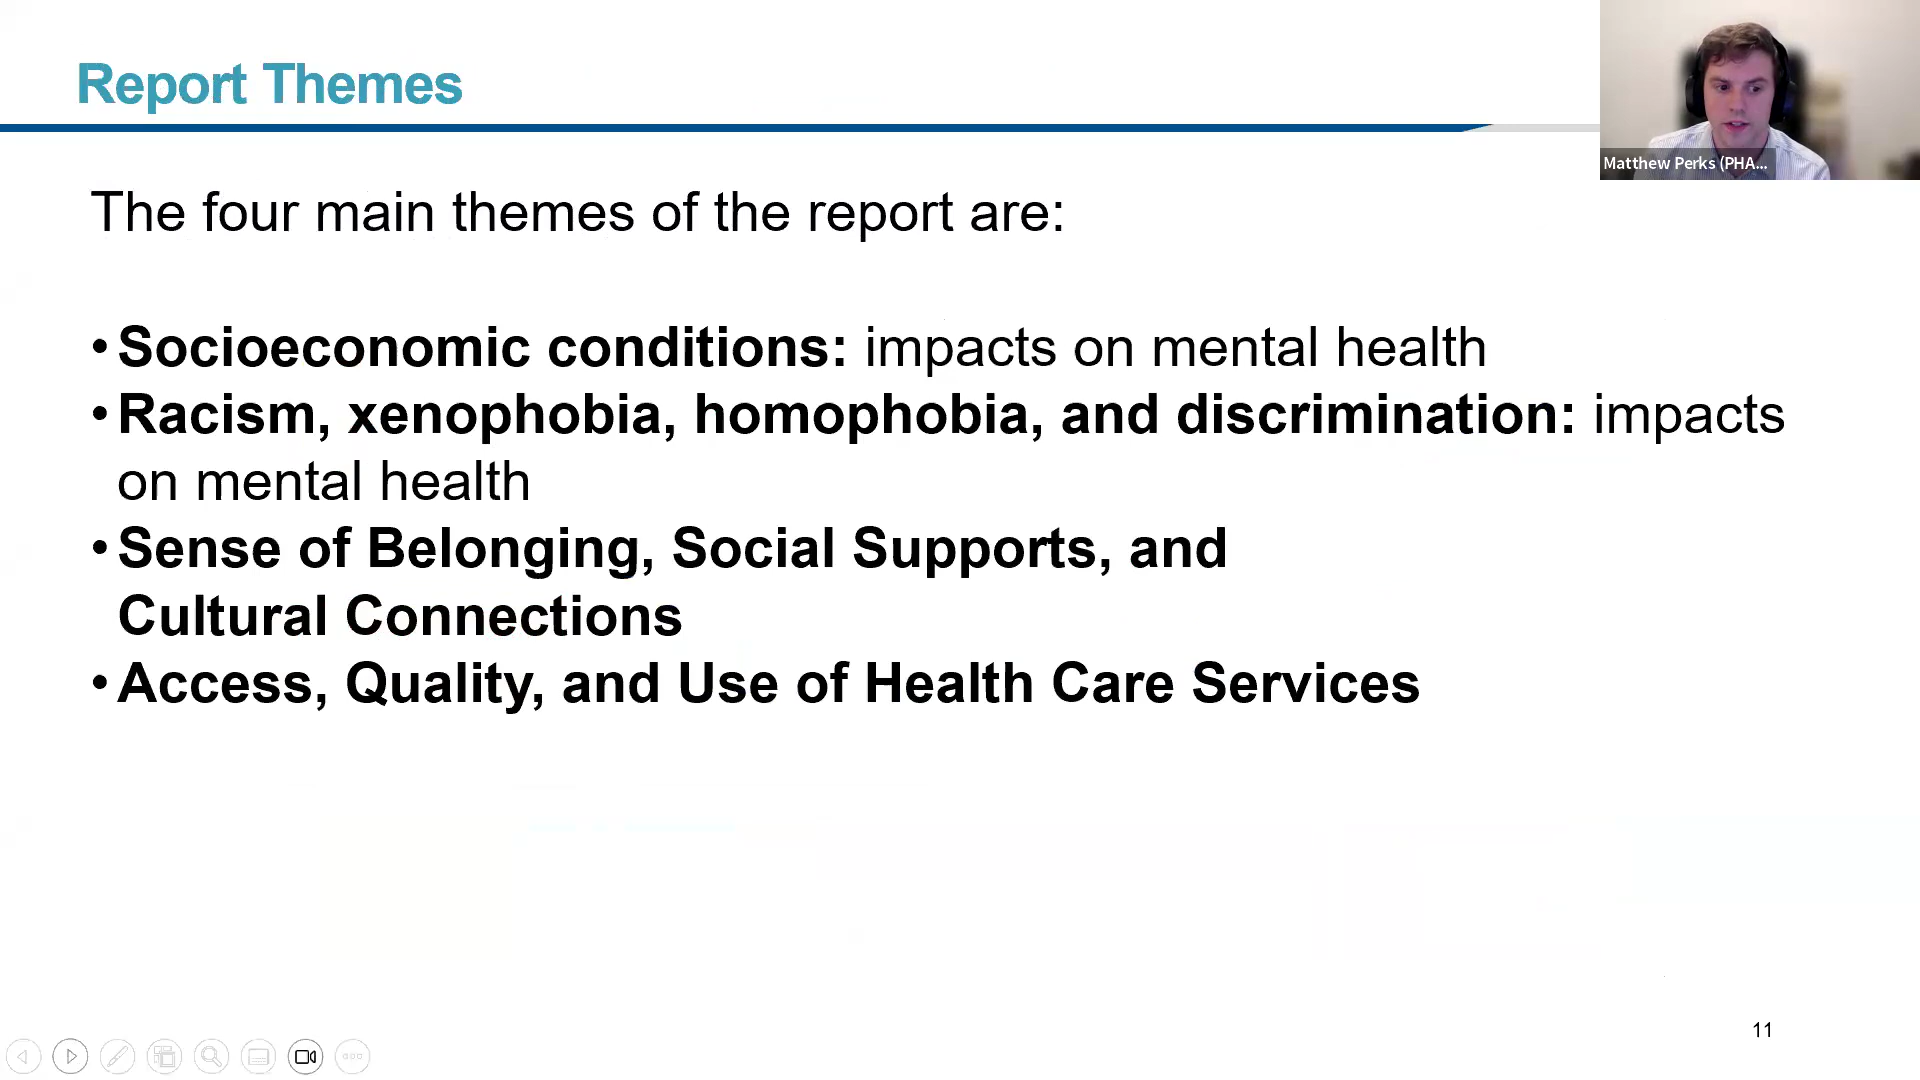 Report Themes
Matthew Perks (PHA...
The four main themes of the report are:
• Socioeconomic conditions: impacts on mental health
• Racism, xenophobia, homophobia, and discrimination: impacts
on mental health
• Sense of Belonging, Social Supports, and
Cultural Connections
• Access, Quality, and Use of Health Care Services
11